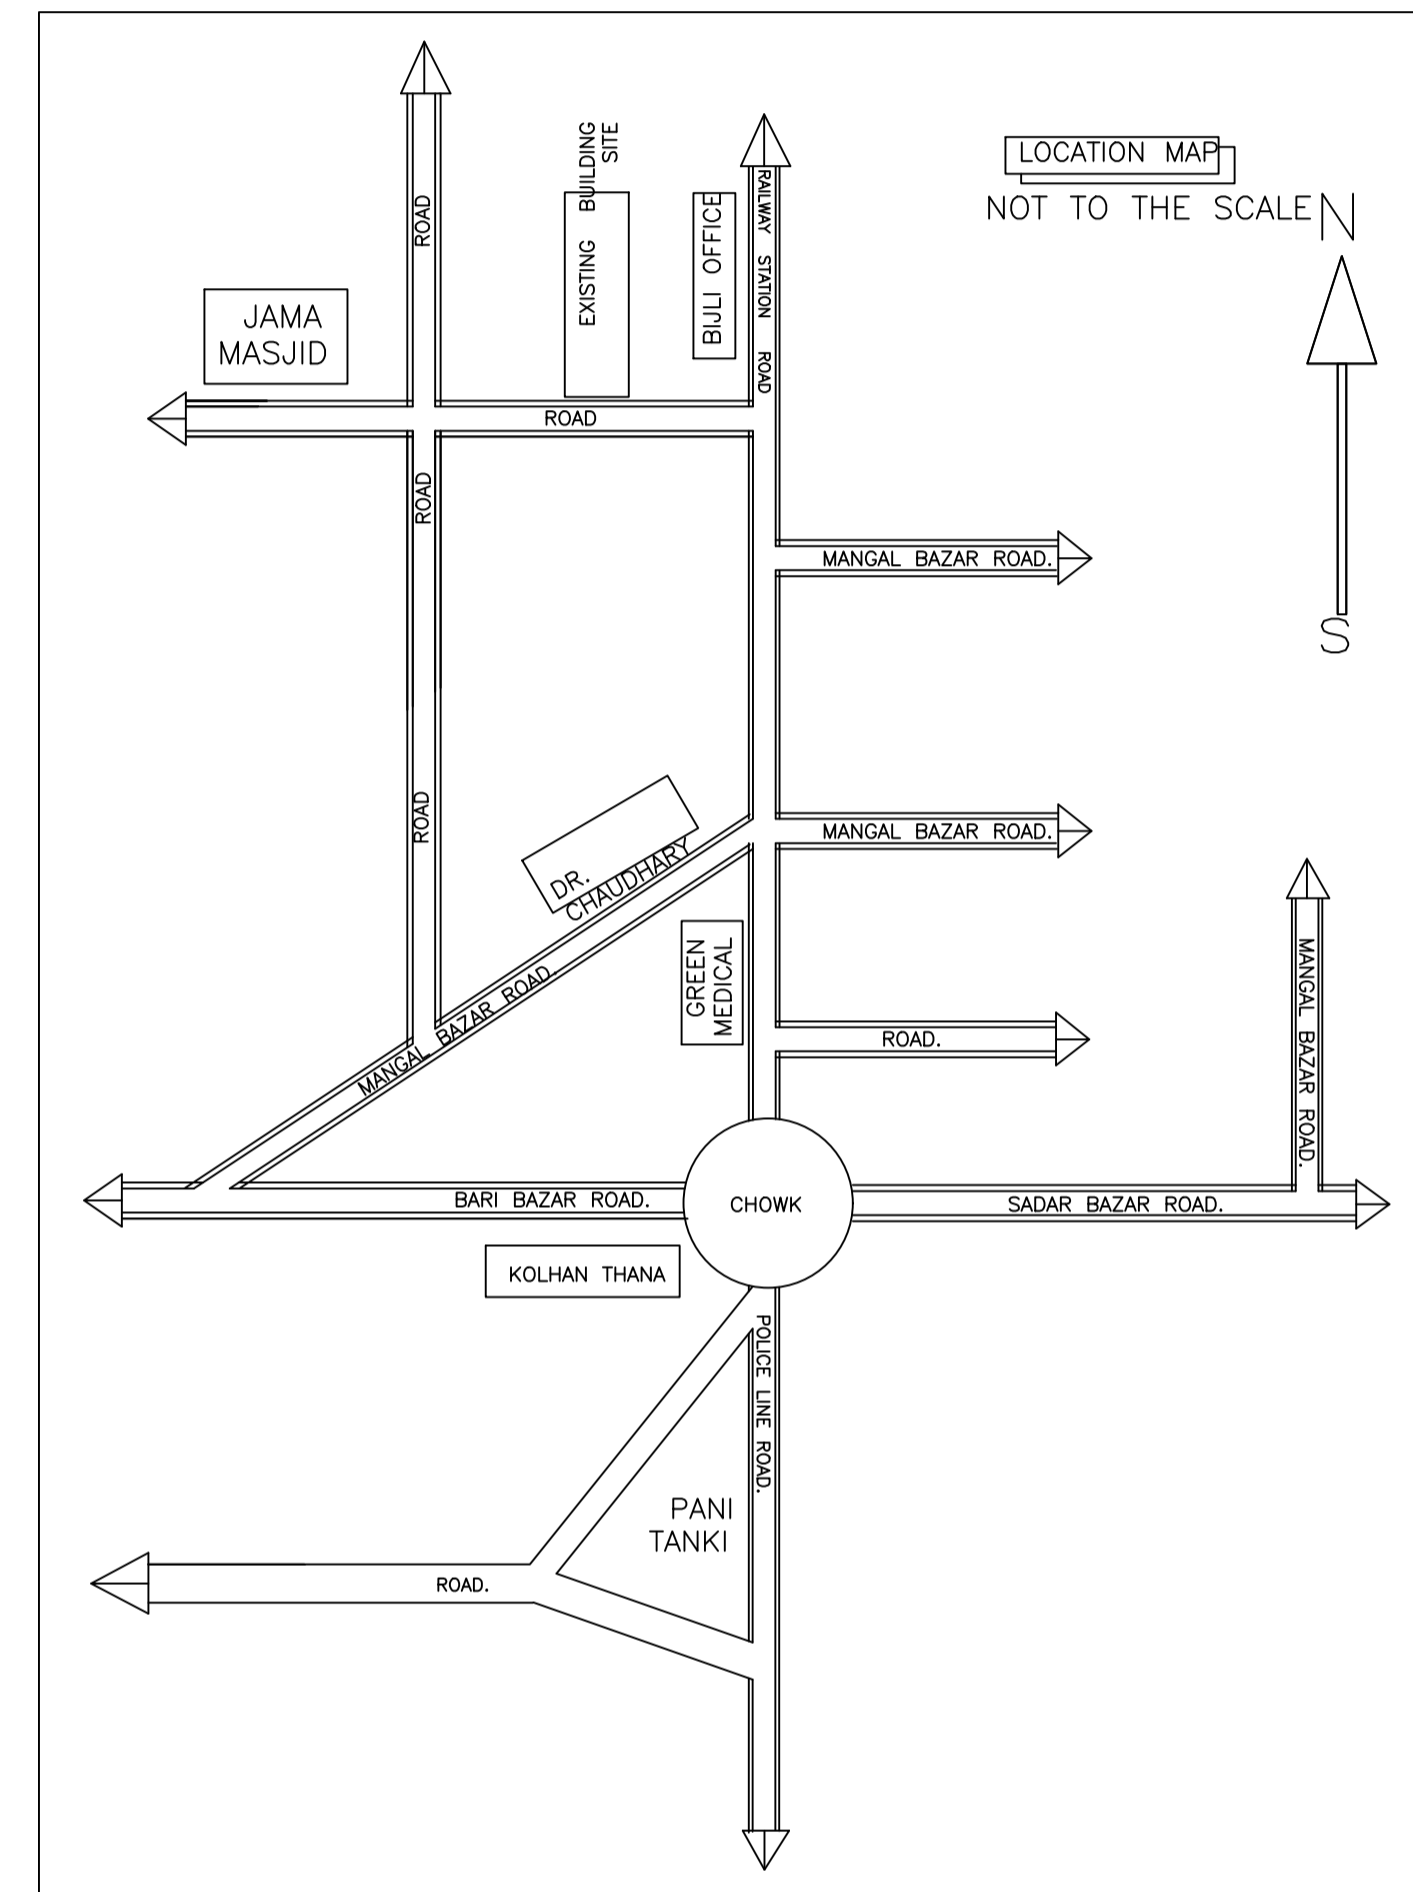 LOCATION MAP
NOT TO THE SCALE
N
S
ROAD
EXISTING BUILDING
SITE
BIJLI OFFICE
RAILWAY STATION ROAD
JAMA
MASJID
ROAD
ROAD
MANGAL BAZAR ROAD.
ROAD
MANGAL BAZAR ROAD.
DR.
CHAUDHARY
MANGAL BAZAR ROAD.
GREEN
MEDICAL
ROAD.
MANGAL BAZAR ROAD.
BARI BAZAR ROAD.
CHOWK
SADAR BAZAR ROAD.
KOLHAN THANA
POLICE LINE ROAD.
PANI
TANKI
ROAD.